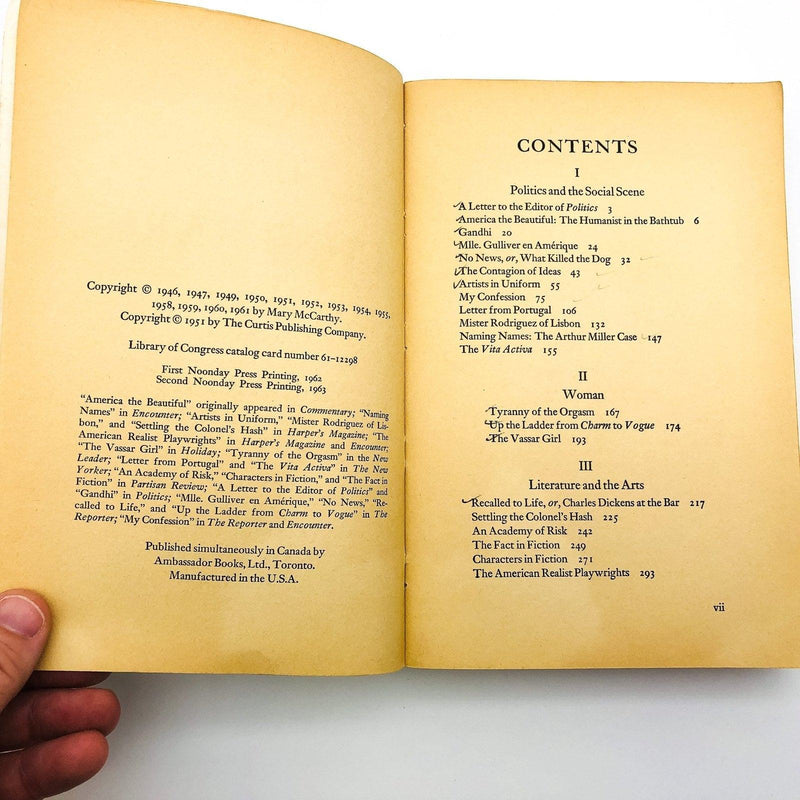 Copyright © 1946, 1947, 1949, 1950, 1951, 1952, 1953, 1954, 1955,
1958, 1959, 1960, 1961 by Mary McCarthy.
Copyright © 1951 by The Curtis Publishing Company.
Library of Congress catalog card number 61-12298
First Noonday Press Printing, 1962
Second Noonday Press Printing, 1963
"America the Beautiful" originally appeared in Commentary; "Naming
Names" in Encounter; "Artists in Uniform," "Mister Rodriguez of Lis-
bon," and "Settling the Colonel's Hash" in Harper's Magazine; "The
American Realist Playwrights" in Harper's Magazine and Encounter;
"The Vassar Girl" in Holiday; "Tyranny of the Orgasm" in the New
Leader; "Letter from Portugal" and "The Vita Activa" in The New
Yorker; "An Academy of Risk," "Characters in Fiction," and "The Fact in
Fiction" in Partisan Review; "A Letter to the Editor of Politics" and
"Gandhi" in Politics; "Mlle. Gulliver en Amérique," "No News," "Re-
called to Life," and "Up the Ladder from Charm to Vogue" in The
Reporter; "My Confession" in The Reporter and Encounter.
Published simultaneously in Canada by
Ambassador Books, Ltd., Toronto.
Manufactured in the U.S.A.
CONTENTS
I
Politics and the Social Scene
A Letter to the Editor of Politics 3
America the Beautiful: The Humanist in the Bathtub 6
Gandhi 20
Mlle. Gulliver en Amérique 24
No News, or, What Killed the Dog 32
The Contagion of Ideas 43
Artists in Uniform 55
My Confession 75
Letter from Portugal 106
Mister Rodriguez of Lisbon 132
Naming Names: The Arthur Miller Case 147
The Vita Activa 155
II
Woman
Tyranny of the Orgasm 167
Up the Ladder from Charm to Vogue 174
The Vassar Girl 193
III
Literature and the Arts
Recalled to Life, or, Charles Dickens at the Bar 217
Settling the Colonel's Hash 225
An Academy of Risk 242
The Fact in Fiction 249
Characters in Fiction 271
The American Realist Playwrights 293
vii